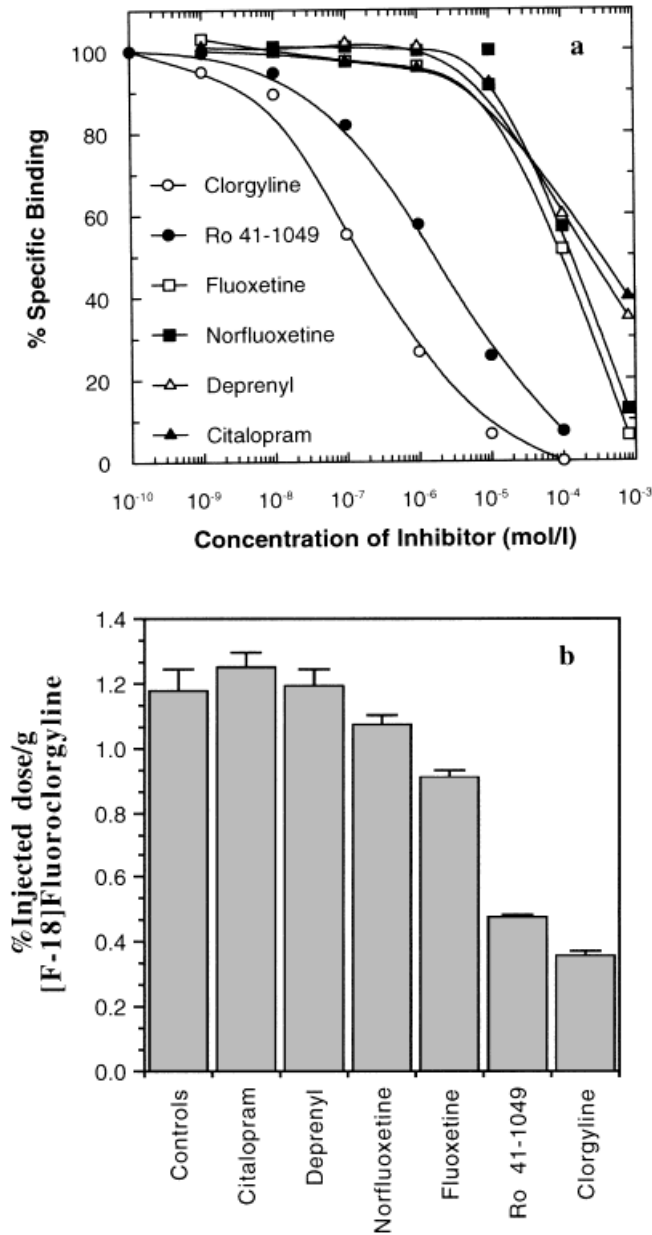 a
100
80
60
40
20
0
% Specific Binding
Clorgyline
Ro 41-1049
Fluoxetine
Norfluoxetine
Deprenyl
Citalopram
10⁻¹⁰ 10⁻⁹ 10⁻⁸ 10⁻⁷ 10⁻⁶ 10⁻⁵ 10⁻⁴ 10⁻³
Concentration of Inhibitor (mol/l)
b
1.4
1.2
1.0
0.8
0.6
0.4
0.2
0.0
%Injected dose/g
[F-18]Fluoroclorgyline
Controls
Citalopram
Deprenyl
Norfluoxetine
Fluoxetine
Ro 41-1049
Clorgyline